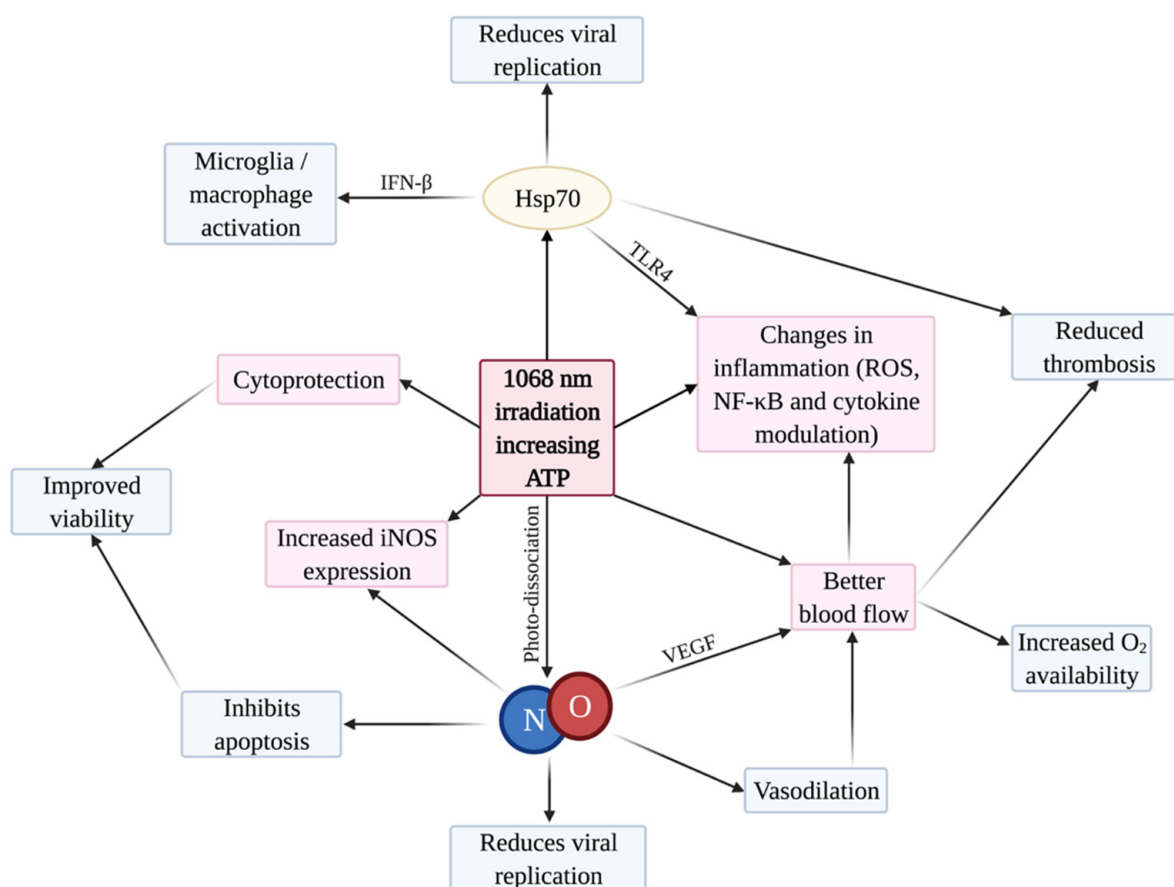 Reduces viral
replication
Microglia /
macrophage
activation
IFN-β
Hsp70
TLR4
Changes in
inflammation (ROS,
NF-κB and cytokine
modulation)
Reduced
thrombosis
Cytoprotection
1068 nm
irradiation
increasing
ATP
Improved
viability
Increased iNOS
expression
Photo-dissociation
Better
blood flow
VEGF
Increased O₂
availability
Inhibits
apoptosis
N
O
Vasodilation
Reduces viral
replication